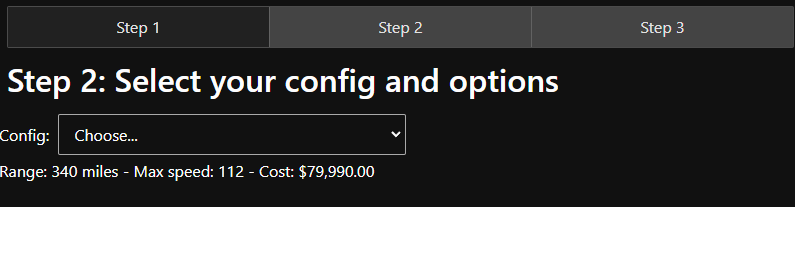 Step 1
Step 2
Step 3
Step 2: Select your config and options
Config: Choose...
Range: 340 miles - Max speed: 112 - Cost: $79,990.00